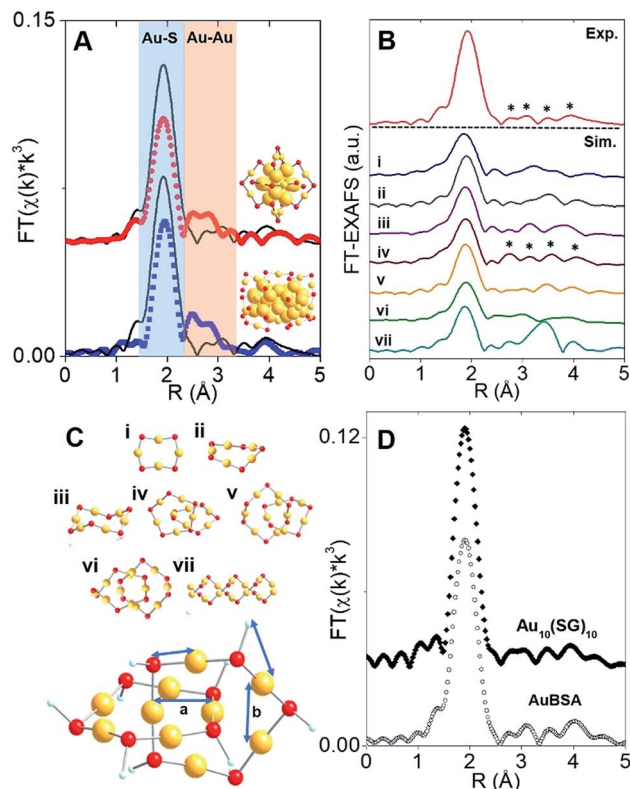 0.15
A
Au-S
Au-Au
FT(χ(k)*k³)
0.00
0 1 2 3 4 5
R (Å)
B
Exp.
* * * *
Sim.
i
ii
iii
iv
* * * *
v
vi
vii
FT-EXAFS (a.u.)
0 1 2 3 4 5
R (Å)
C
i
ii
iii
iv
v
vi
vii
a
b
D
0.12
FT(χ(k)*k³)
Au₁₀(SG)₁₀
AuBSA
0.00
0 1 2 3 4 5
R (Å)